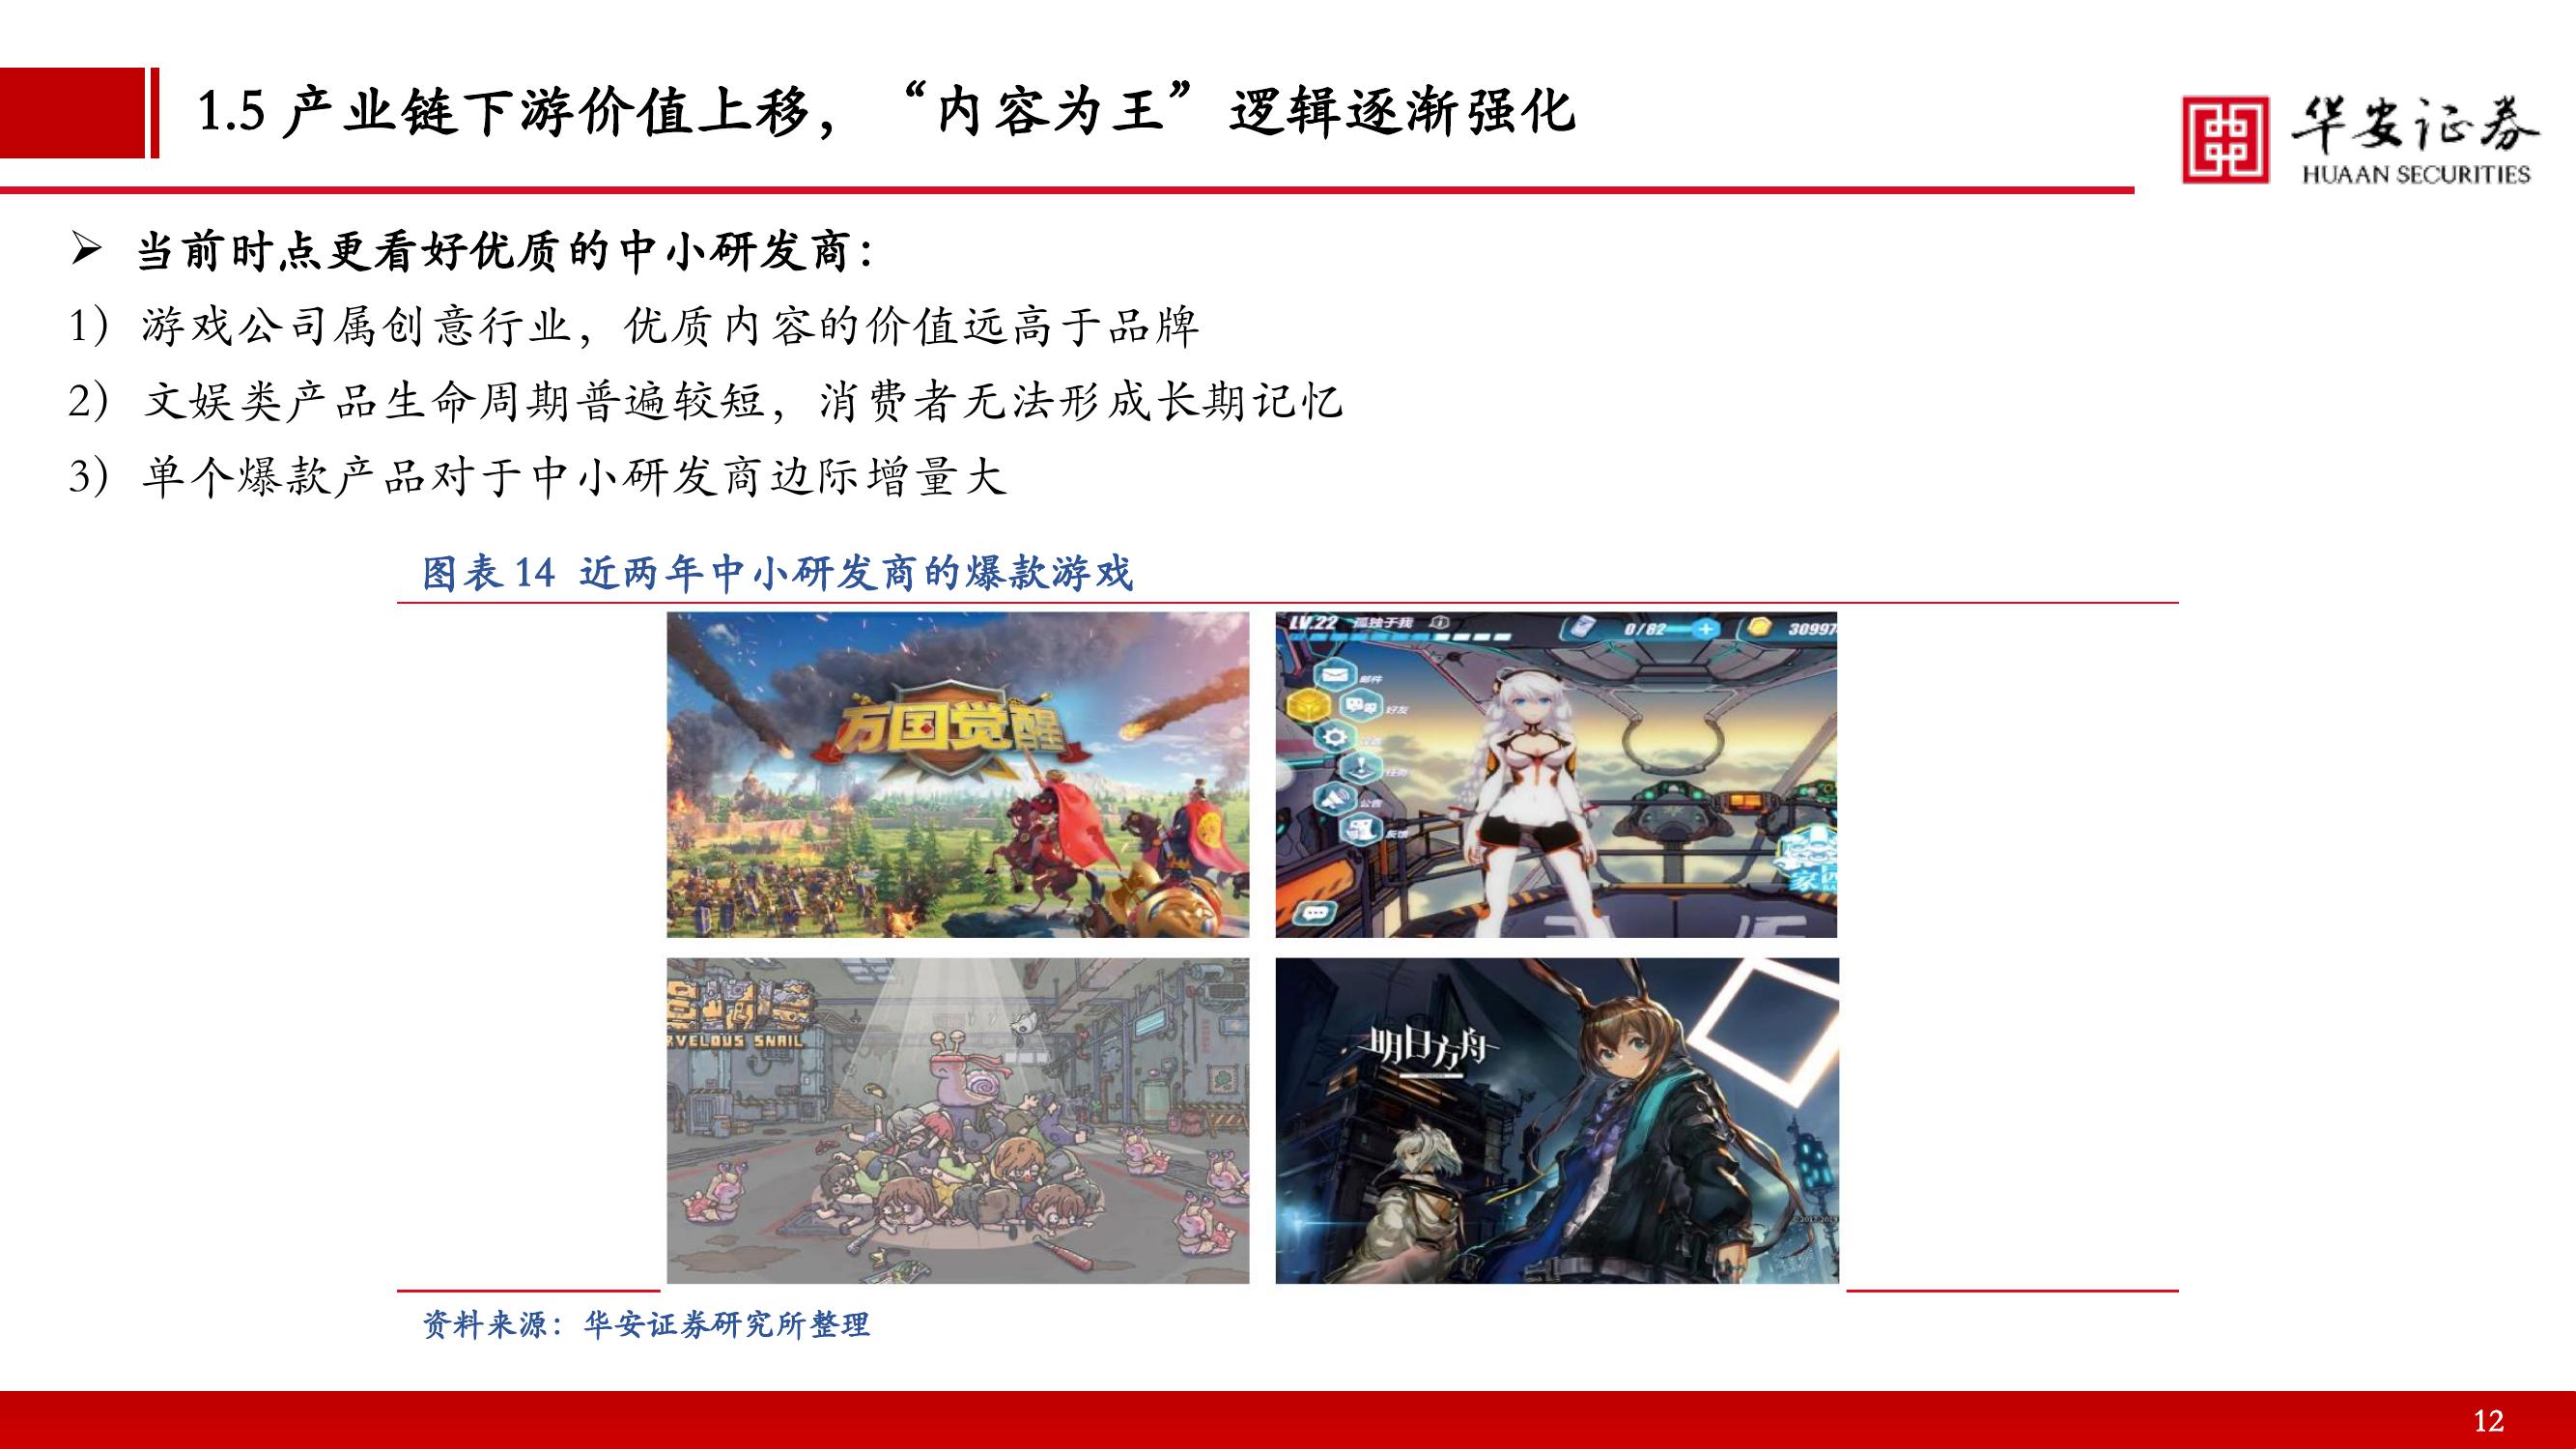 1.5 产业链下游价值上移，“内容为王”逻辑逐渐强化
华安证券
HUAAN SECURITIES
➢ 当前时点更看好优质的中小研发商：
1）游戏公司属创意行业，优质内容的价值远高于品牌
2）文娱类产品生命周期普遍较短，消费者无法形成长期记忆
3）单个爆款产品对于中小研发商边际增量大
图表 14 近两年中小研发商的爆款游戏
万国觉醒
LV.22 孤独于我 0/82 30997
邮件
好友
任务
公告
反馈
家园
RVELOUS SNAIL
明日方舟
资料来源：华安证券研究所整理
12